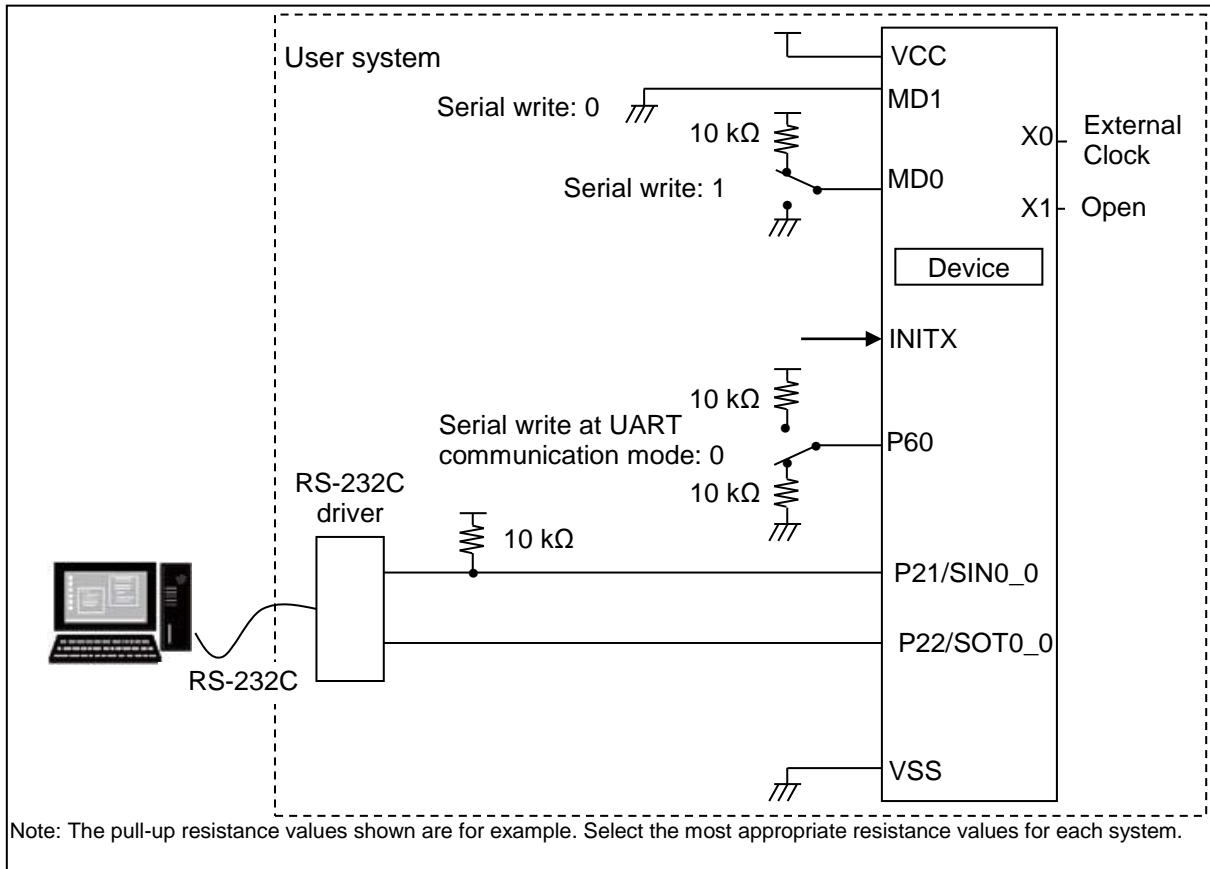 User system
VCC
MD1
Serial write: 0
10 kΩ
X0
External
Clock
Serial write: 1
MD0
X1
Open
Device
INITX
10 kΩ
Serial write at UART
communication mode: 0
P60
10 kΩ
RS-232C
driver
10 kΩ
P21/SIN0_0
P22/SOT0_0
RS-232C
VSS
Note: The pull-up resistance values shown are for example. Select the most appropriate resistance values for each system.